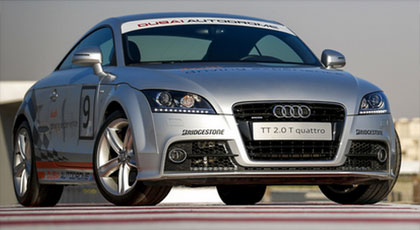 DUBAI AUTODROME
9
BRIDGESTONE
TT 2.0 T quattro
BRIDGESTONE